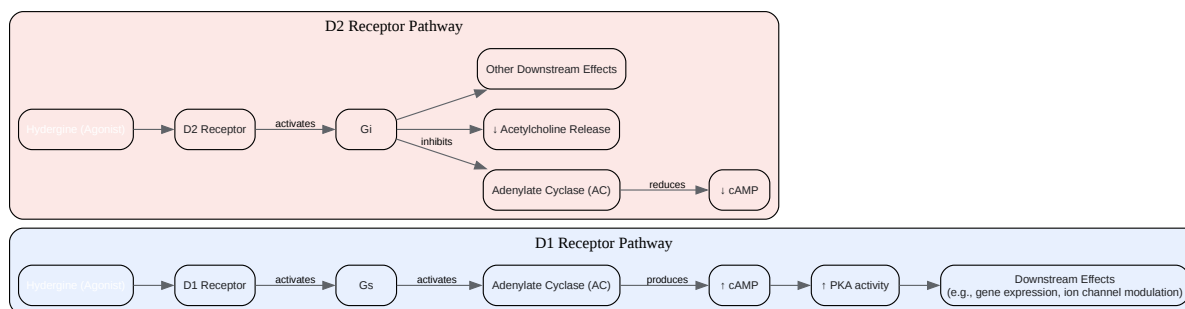 D2 Receptor Pathway
Other Downstream Effects
Hydergine (Agonist)
D2 Receptor
activates
Gi
↓ Acetylcholine Release
inhibits
Adenylate Cyclase (AC)
reduces
↓ cAMP
D1 Receptor Pathway
Hydergine (Agonist)
D1 Receptor
activates
Gs
activates
Adenylate Cyclase (AC)
produces
↑ cAMP
↑ PKA activity
Downstream Effects
(e.g., gene expression, ion channel modulation)